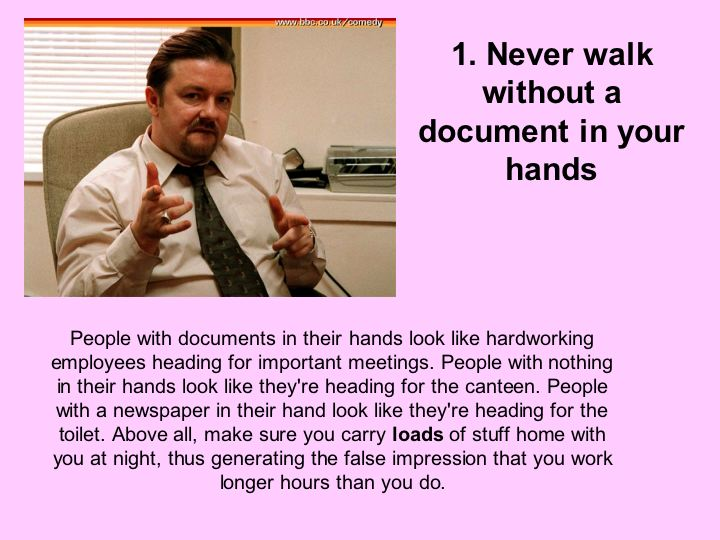 www.bbc.co.uk/comedy
1. Never walk
without a
document in your
hands
People with documents in their hands look like hardworking
employees heading for important meetings. People with nothing
in their hands look like they're heading for the canteen. People
with a newspaper in their hand look like they're heading for the
toilet. Above all, make sure you carry loads of stuff home with
you at night, thus generating the false impression that you work
longer hours than you do.